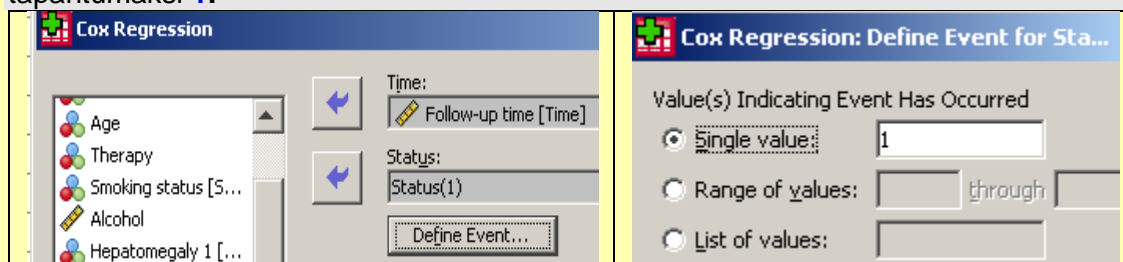 Cox Regression
Age
Therapy
Smoking status [S...
Alcohol
Hepatomegaly 1 [...
Time:
Follow-up time [Time]
Status:
Status(1)
Define Event...
Cox Regression: Define Event for Sta...
Value(s) Indicating Event Has Occurred
Single value: 1
Range of values: through
List of values: